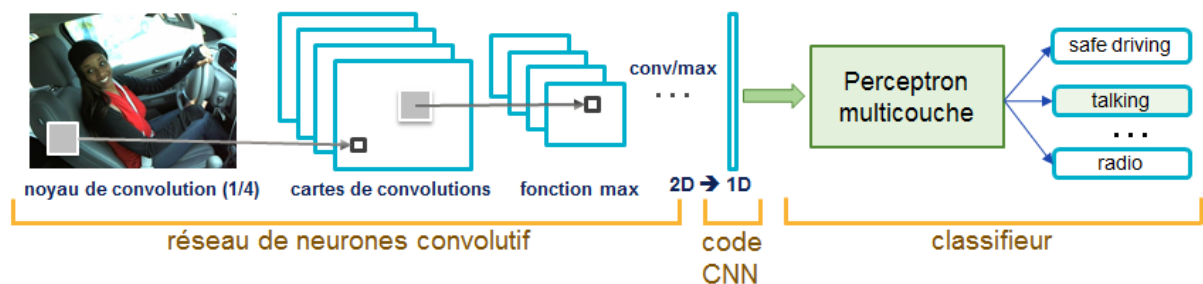 noyau de convolution (1/4)
cartes de convolutions
fonction max
conv/max
...
2D ➔ 1D
Perceptron
multicouche
safe driving
talking
...
radio
réseau de neurones convolutif
code
CNN
classifieur